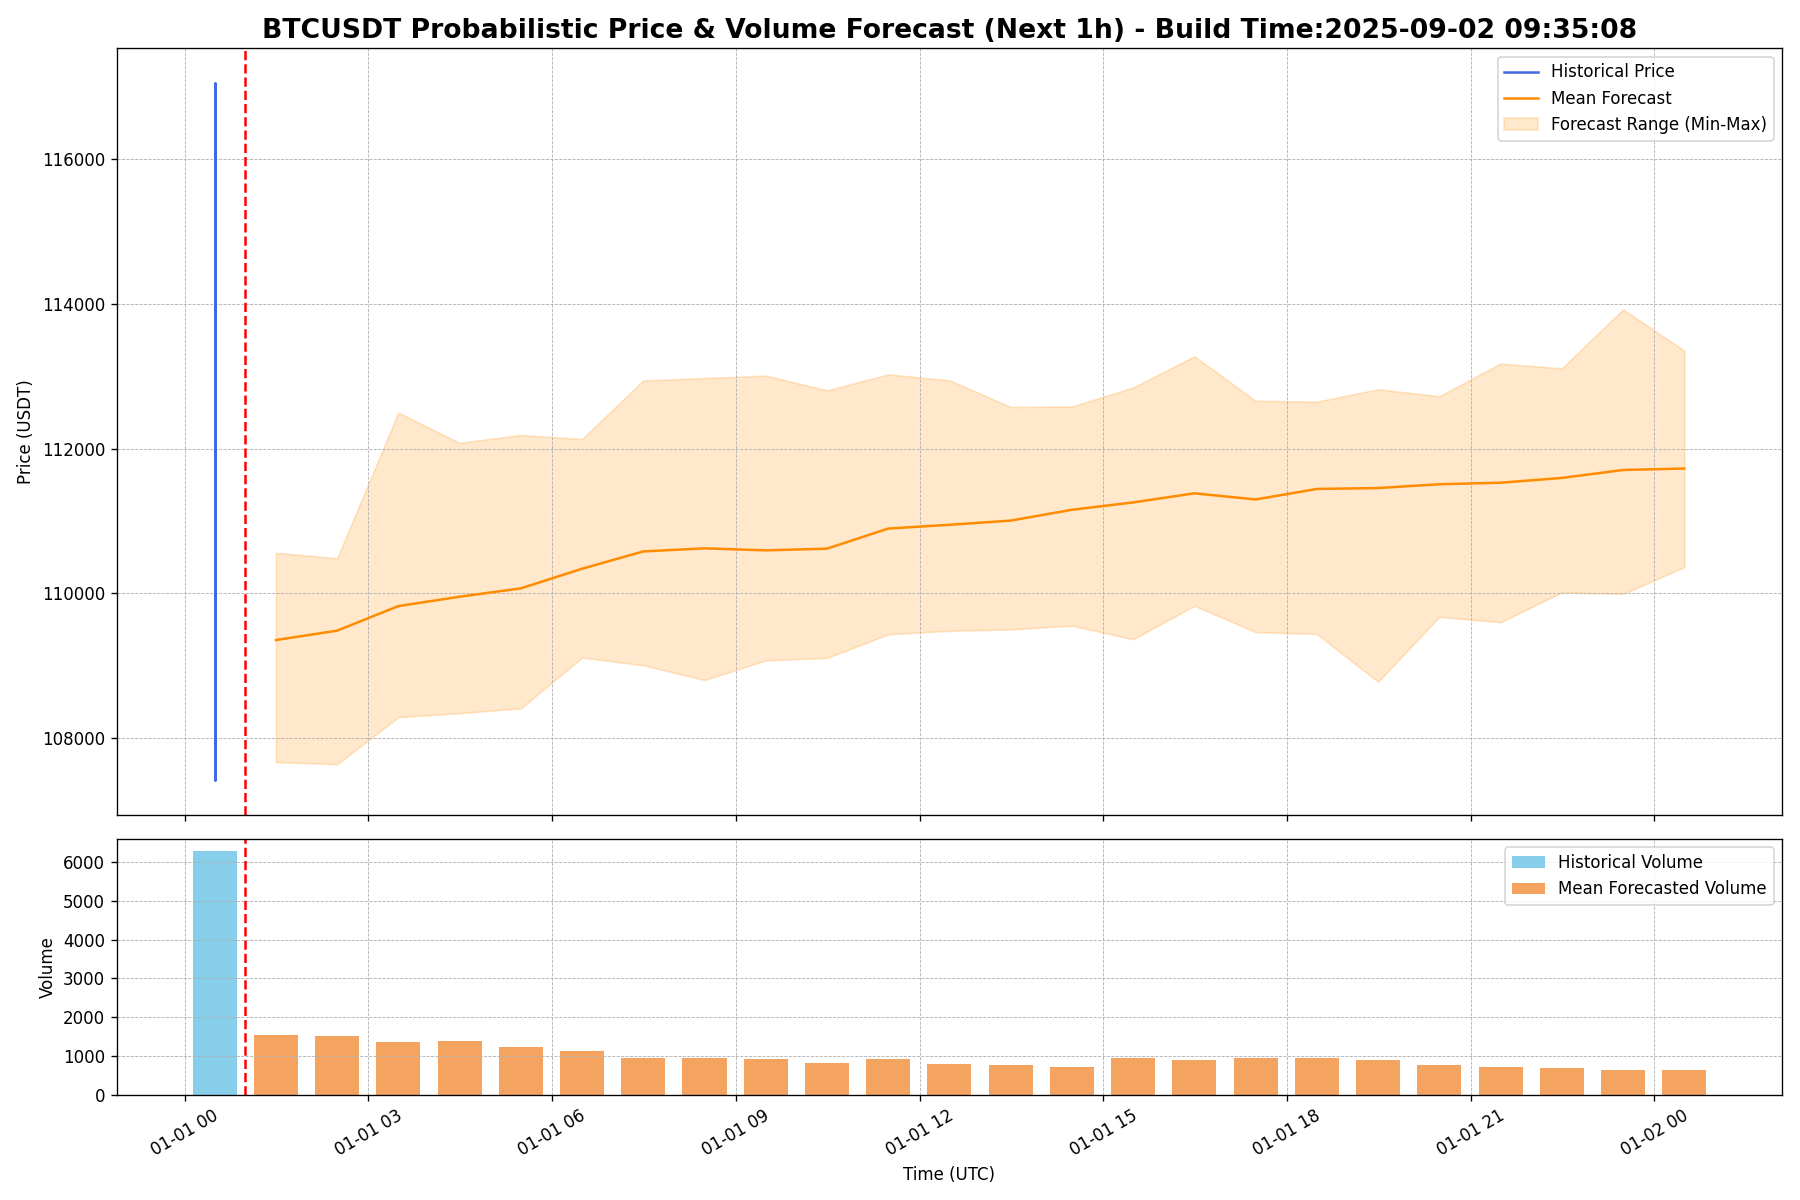 BTCUSDT Probabilistic Price & Volume Forecast (Next 1h) - Build Time:2025-09-02 09:35:08
Historical Price
Mean Forecast
Forecast Range (Min-Max)
116000
114000
112000
110000
108000
Price (USDT)
Historical Volume
Mean Forecasted Volume
6000
5000
4000
3000
2000
1000
0
Volume
01-01 00
01-01 03
01-01 06
01-01 09
01-01 12
01-01 15
01-01 18
01-01 21
01-02 00
Time (UTC)